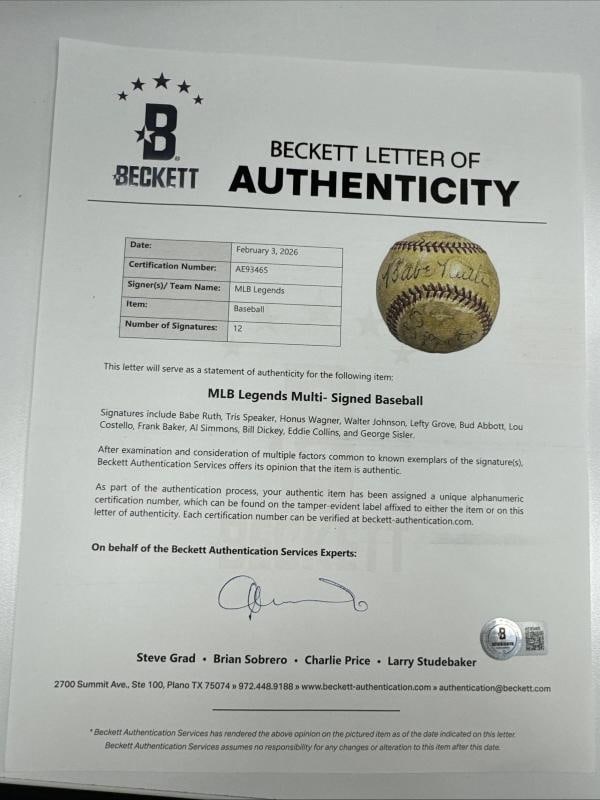 B
BECKETT
BECKETT LETTER OF
AUTHENTICITY
Date: February 3, 2026
Certification Number: AE93465
Signer(s)/ Team Name: MLB Legends
Item: Baseball
Number of Signatures: 12
Babe Ruth
This letter will serve as a statement of authenticity for the following item:
MLB Legends Multi- Signed Baseball
Signatures include Babe Ruth, Tris Speaker, Honus Wagner, Walter Johnson, Lefty Grove, Bud Abbott, Lou
Costello, Frank Baker, Al Simmons, Bill Dickey, Eddie Collins, and George Sisler.
After examination and consideration of multiple factors common to known exemplars of the signature(s),
Beckett Authentication Services offers its opinion that the item is authentic.
As part of the authentication process, your authentic item has been assigned a unique alphanumeric
certification number, which can be found on the tamper-evident label affixed to either the item or on this
letter of authenticity. Each certification number can be verified at beckett-authentication.com.
On behalf of the Beckett Authentication Services Experts:
B
Steve Grad • Brian Sobrero • Charlie Price • Larry Studebaker
2700 Summit Ave., Ste 100, Plano TX 75074 » 972.448.9188 » www.beckett-authentication.com » authentication@beckett.com
* Beckett Authentication Services has rendered the above opinion on the pictured item as of the date indicated on this letter.
Beckett Authentication Services assumes no responsibility for any changes or alteration to this item after this date.